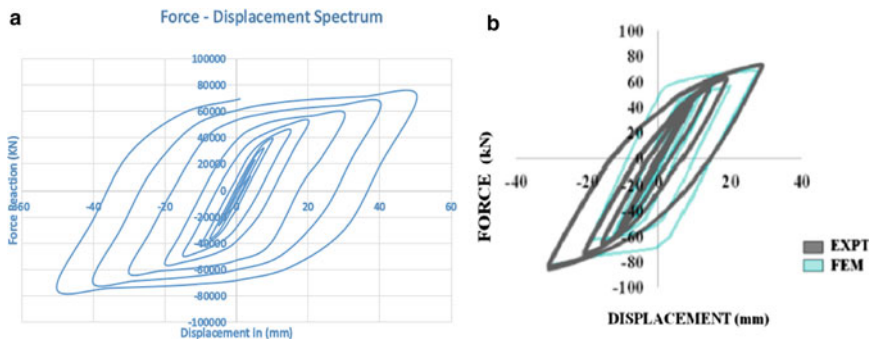 a
Force - Displacement Spectrum
100000
80000
60000
40000
20000
0
-60 -40 -20 0 20 40 60
-20000
-40000
-60000
-80000
-100000
Force Reaction (KN)
Displacement in (mm)
b
100
80
60
40
20
0
-40 -20 0 20 40
-20
-40
-60
-80
-100
FORCE (kN)
DISPLACEMENT (mm)
EXPT
FEM